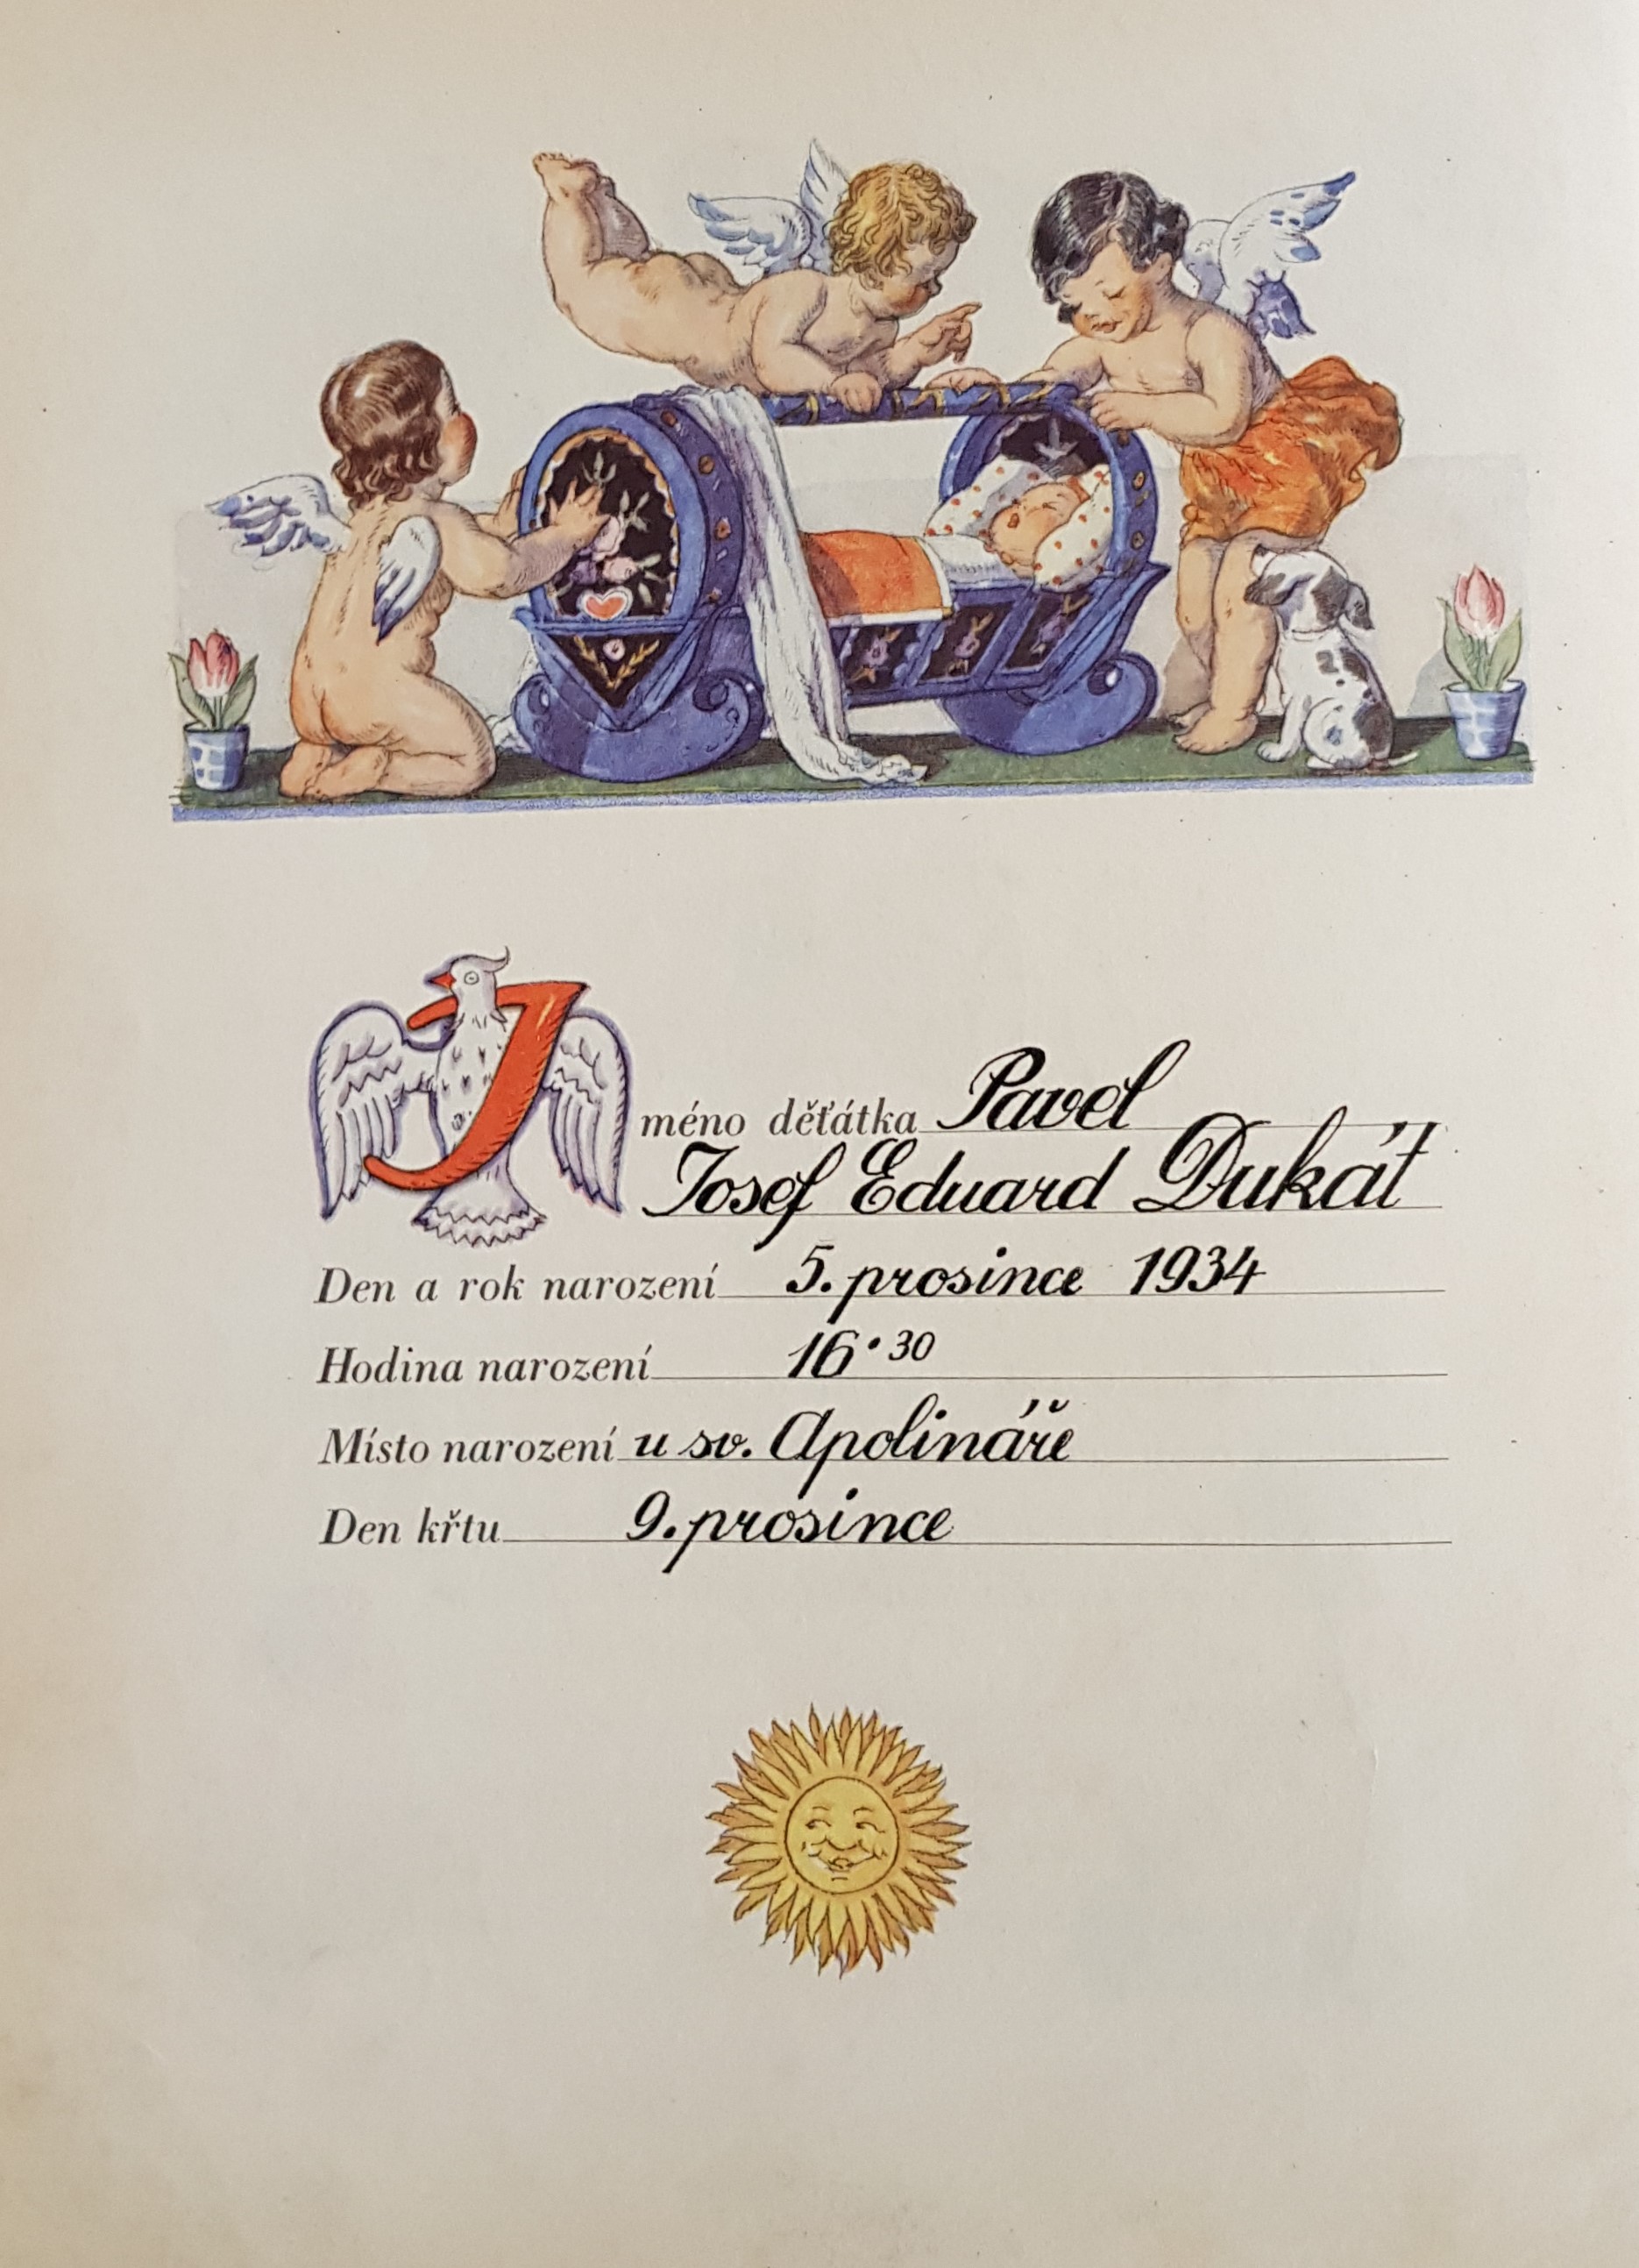 Jméno děťátka Pavel
Josef Eduard Dukát
Den a rok narození 5. prosince 1934
Hodina narození 16·30
Místo narození u sv. Apolináře
Den křtu 9. prosince